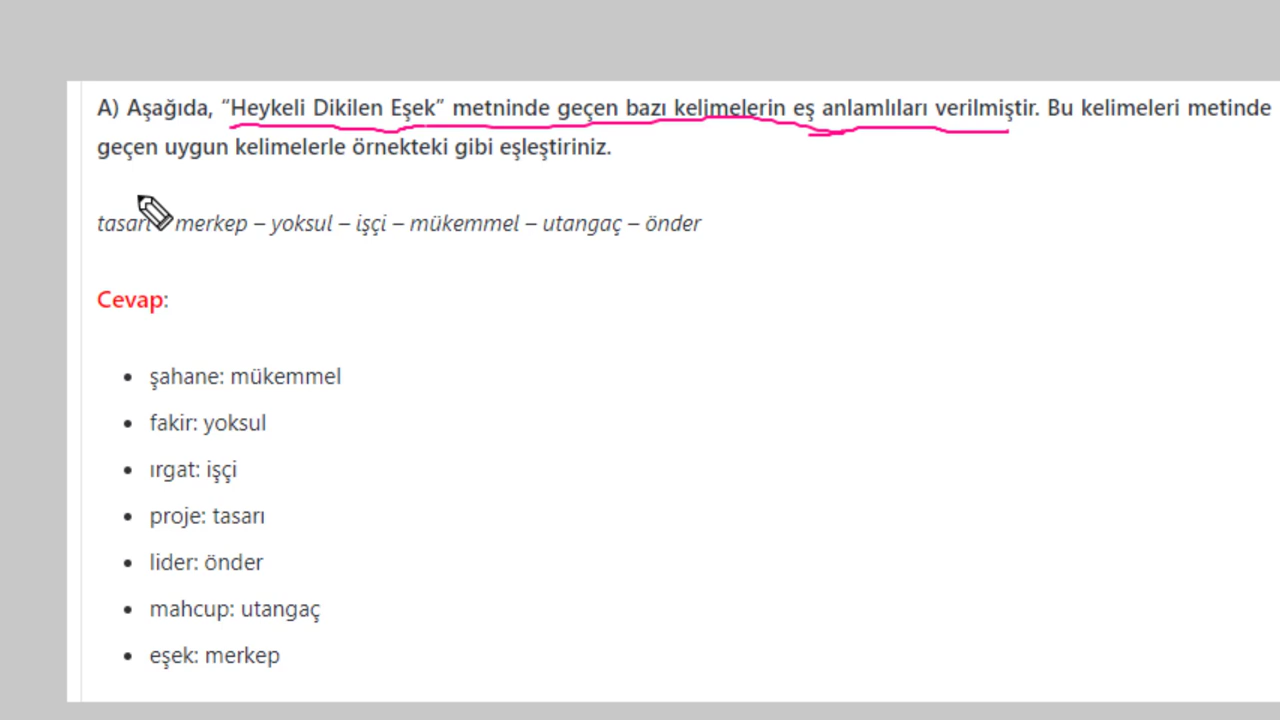 A) Aşağıda, “Heykeli Dikilen Eşek” metninde geçen bazı kelimelerin eş anlamlıları verilmiştir. Bu kelimeleri metinde
geçen uygun kelimelerle örnekteki gibi eşleştiriniz.
tasarı – merkep – yoksul – işçi – mükemmel – utangaç – önder
Cevap:
• şahane: mükemmel
• fakir: yoksul
• ırgat: işçi
• proje: tasarı
• lider: önder
• mahcup: utangaç
• eşek: merkep